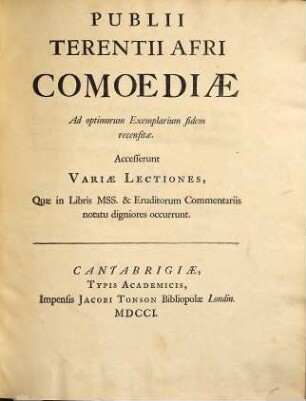 PUBLII
TERENTII AFRI
COMOEDIÆ
Ad optimorum Exemplarium fidem
recensitæ.
Accesserunt
VARIÆ LECTIONES,
Quæ in Libris MSS. & Eruditorum Commentariis
notatu digniores occurrunt.
CANTABRIGIÆ,
TYPIS ACADEMICIS,
Impensis JACOBI TONSON Bibliopolæ Londin.
MDCCI.